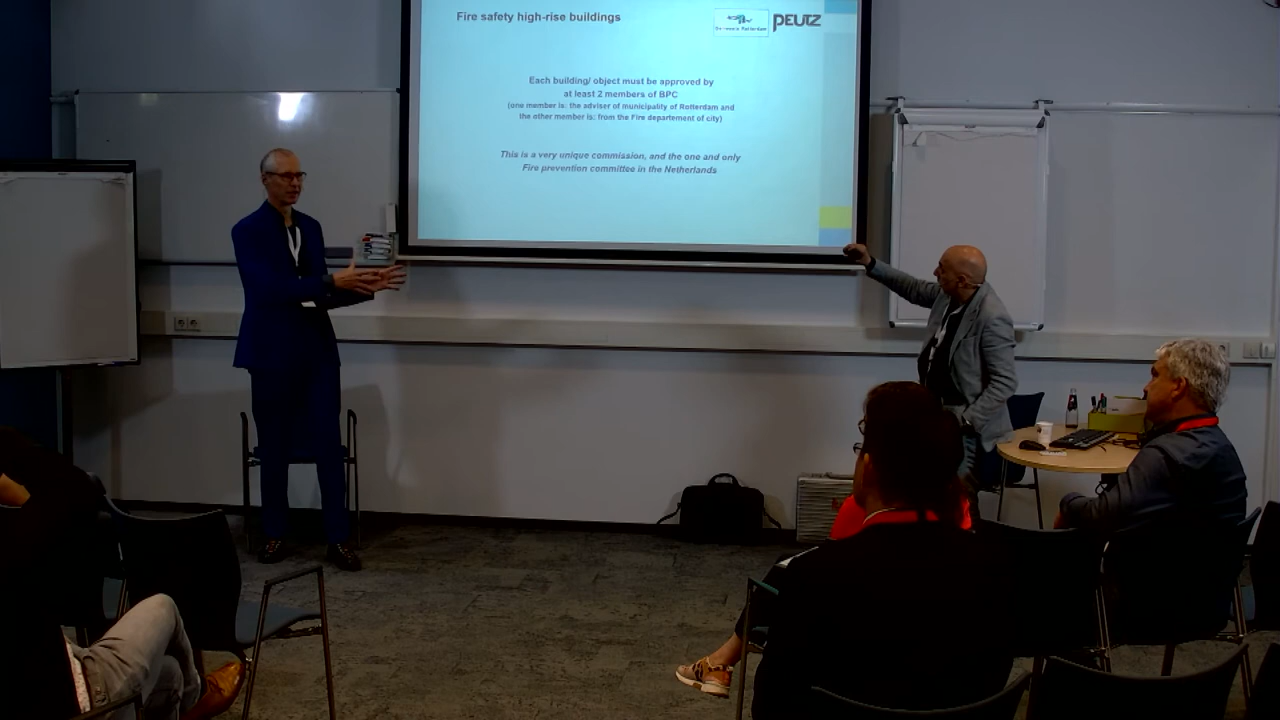 Fire safety high-rise buildings
Gemeente Rotterdam
PEUTZ
Each building/ object must be approved by
at least 2 members of BPC
(one member is: the adviser of municipality of Rotterdam and
the other member is: from the Fire departement of city)
This is a very unique commission, and the one and only
Fire prevention committee in the Netherlands